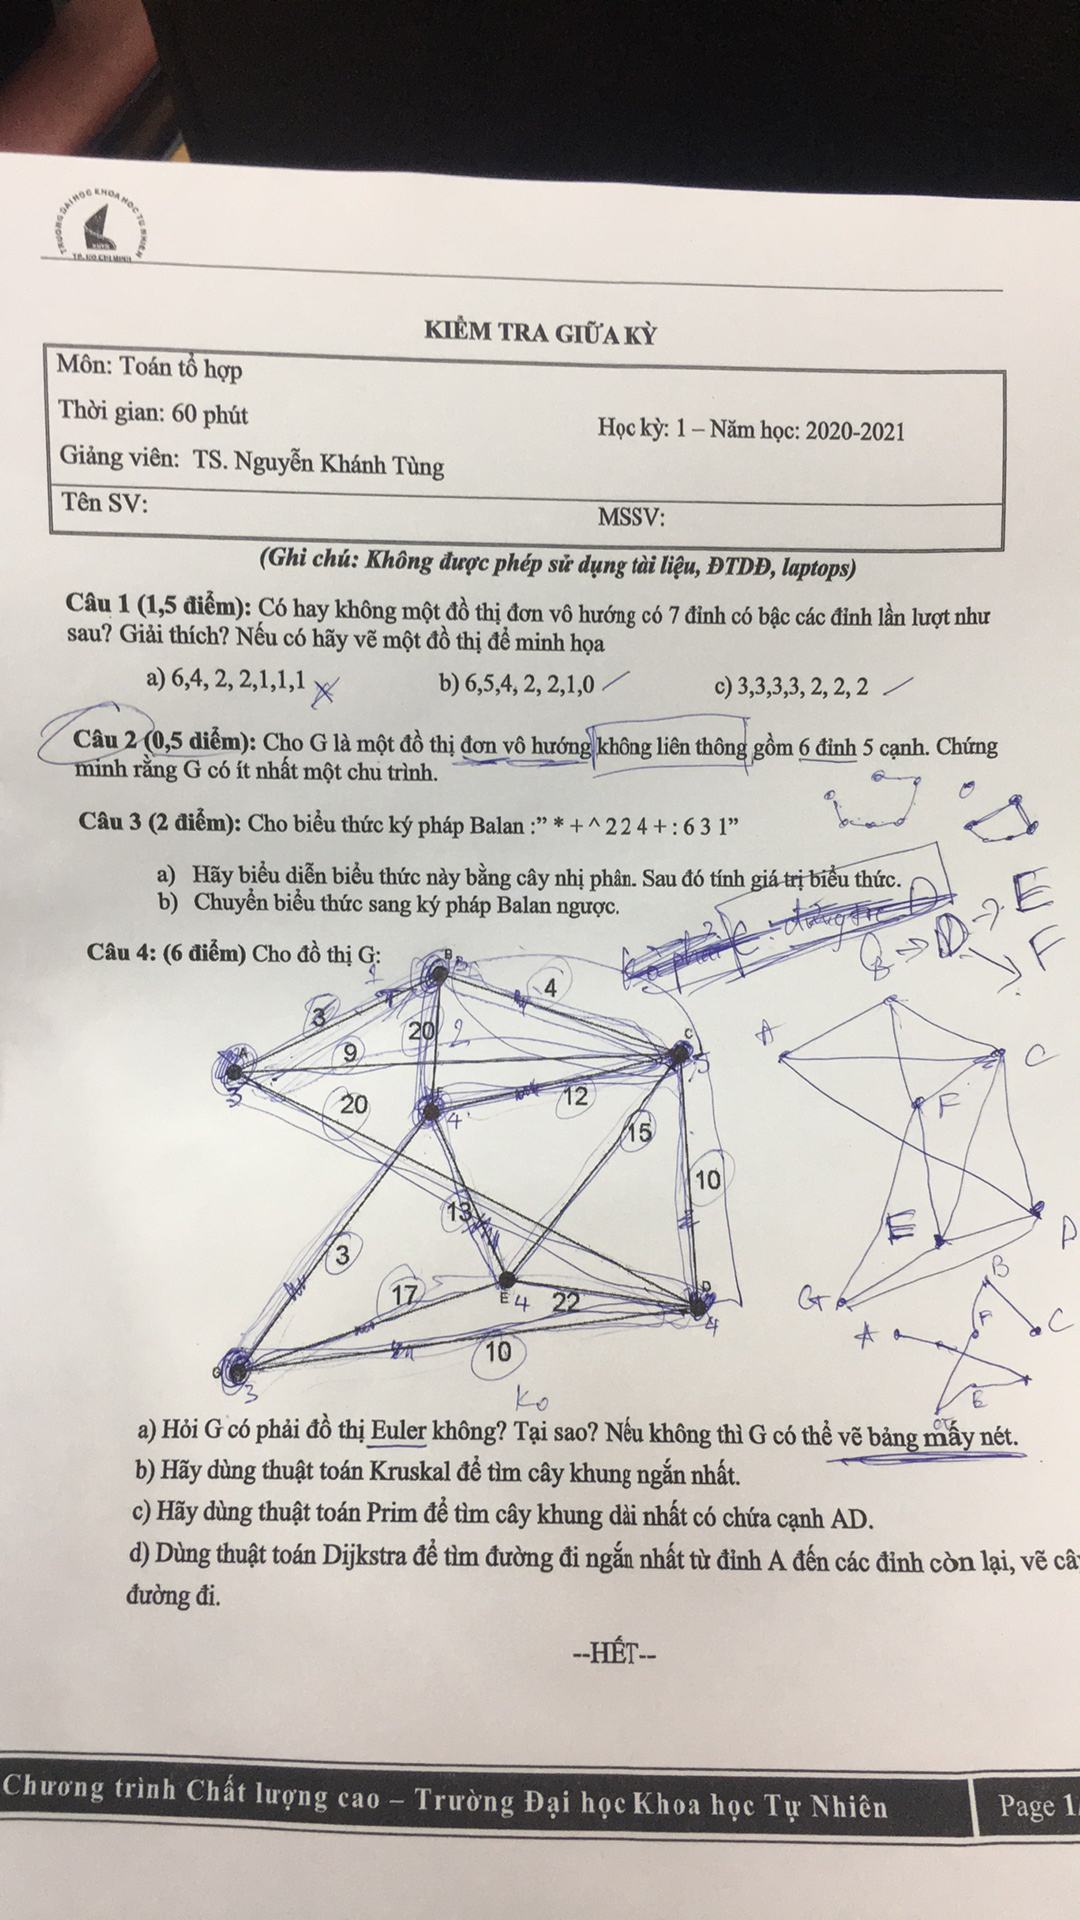 TRƯỜNG ĐẠI HỌC KHOA HỌC TỰ NHIÊN
TP. HỒ CHÍ MINH
KIỂM TRA GIỮA KỲ
Môn: Toán tổ hợp
Thời gian: 60 phút
Học kỳ: 1 – Năm học: 2020-2021
Giảng viên: TS. Nguyễn Khánh Tùng
Tên SV:
MSSV:
(Ghi chú: Không được phép sử dụng tài liệu, ĐTDĐ, laptops)
Câu 1 (1,5 điểm): Có hay không một đồ thị đơn vô hướng có 7 đỉnh có bậc các đỉnh lần lượt như
sau? Giải thích? Nếu có hãy vẽ một đồ thị để minh họa
a) 6,4, 2, 2,1,1,1 b) 6,5,4, 2, 2,1,0 c) 3,3,3,3, 2, 2, 2
Câu 2 (0,5 điểm): Cho G là một đồ thị đơn vô hướng không liên thông gồm 6 đỉnh 5 cạnh. Chứng
minh rằng G có ít nhất một chu trình.
Câu 3 (2 điểm): Cho biểu thức ký pháp Balan :” * + ^ 2 2 4 + : 6 3 1”
a) Hãy biểu diễn biểu thức này bằng cây nhị phân. Sau đó tính giá trị biểu thức.
b) Chuyển biểu thức sang ký pháp Balan ngược.
B → D → E
F
Câu 4: (6 điểm) Cho đồ thị G:
B
3
4
20
2
9
A
C
3
5
20
12
4
15
10
13
3
17
E
4
22
D
4
10
G
3
A
C
F
E
D
G
B
A
F
C
E
Ko
a) Hỏi G có phải đồ thị Euler không? Tại sao? Nếu không thì G có thể vẽ bảng mấy nét.
b) Hãy dùng thuật toán Kruskal để tìm cây khung ngắn nhất.
c) Hãy dùng thuật toán Prim để tìm cây khung dài nhất có chứa cạnh AD.
d) Dùng thuật toán Dijkstra để tìm đường đi ngắn nhất từ đỉnh A đến các đỉnh còn lại, vẽ cây
đường đi.
--HẾT--
Chương trình Chất lượng cao – Trường Đại học Khoa học Tự Nhiên
Page 1/